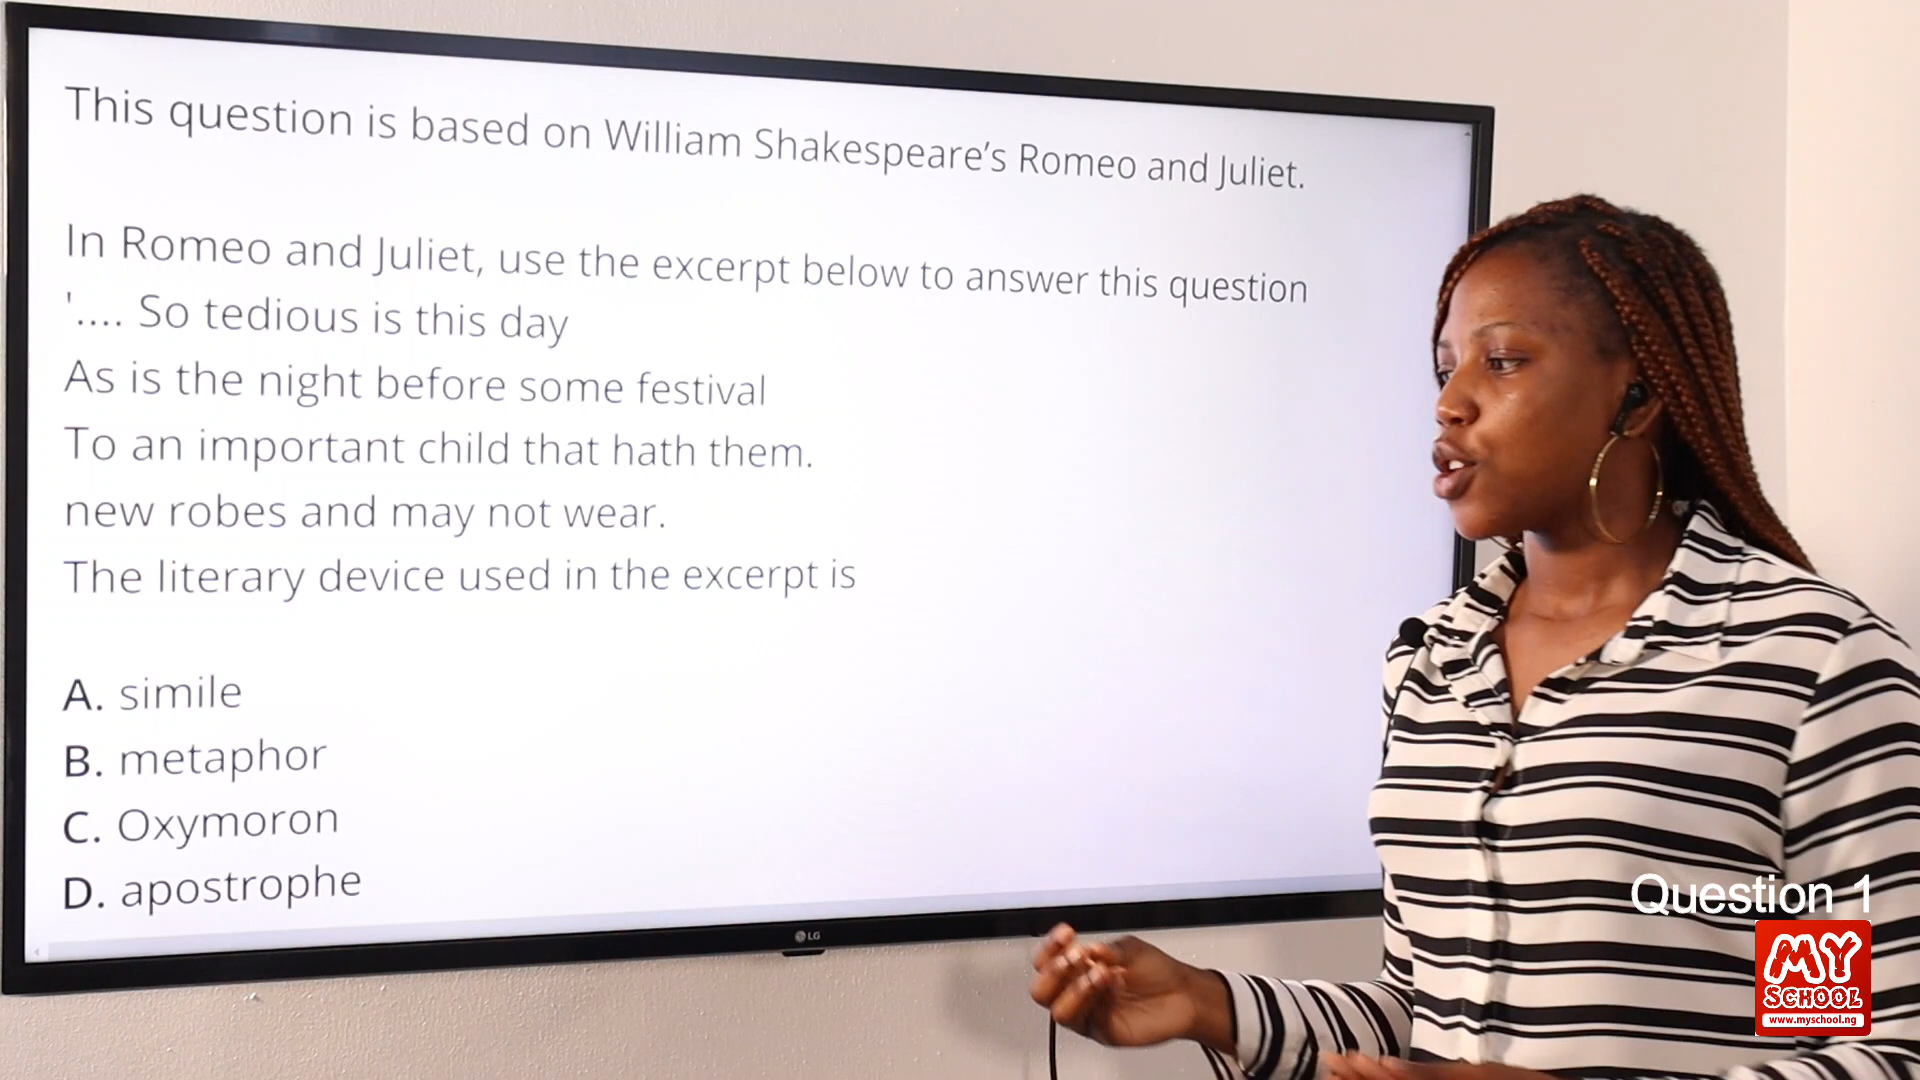 This question is based on William Shakespeare’s Romeo and Juliet.
In Romeo and Juliet, use the excerpt below to answer this question
'.... So tedious is this day
As is the night before some festival
To an important child that hath them.
new robes and may not wear.
The literary device used in the excerpt is
A. simile
B. metaphor
C. Oxymoron
D. apostrophe
LG
Question 1
MY
SCHOOL
www.myschool.ng